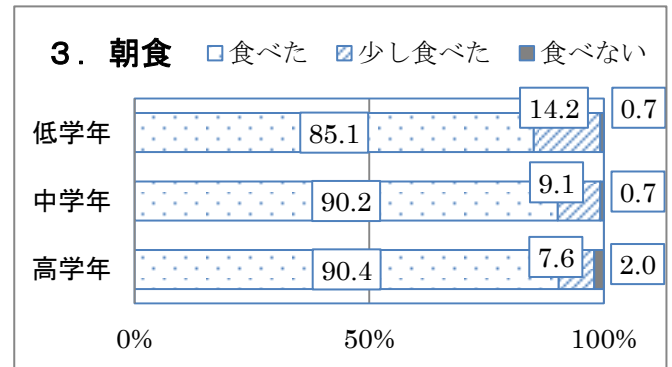 3．朝食 食べた 少し食べた 食べない
低学年 85.1 14.2 0.7
中学年 90.2 9.1 0.7
高学年 90.4 7.6 2.0
0% 50% 100%